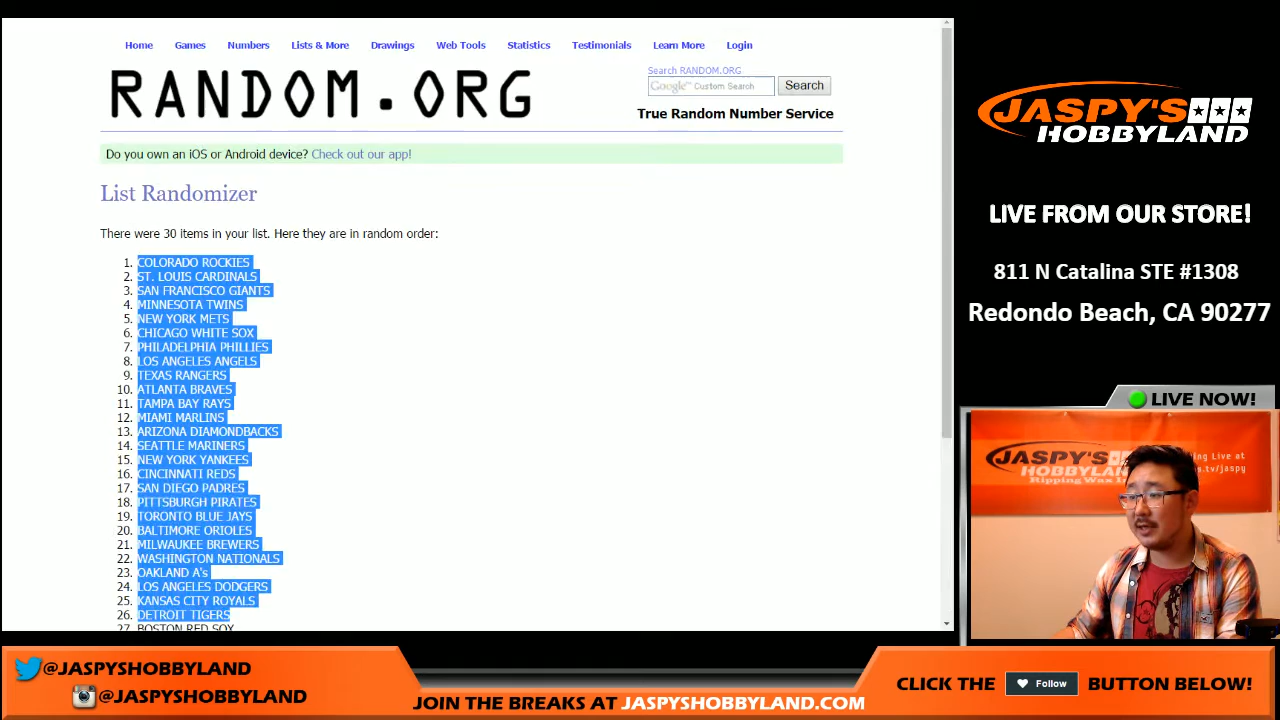 Home Games Numbers Lists & More Drawings Web Tools Statistics Testimonials Learn More Login
RANDOM.ORG
Search RANDOM.ORG
Google™ Custom Search
Search
True Random Number Service
Do you own an iOS or Android device? Check out our app!
List Randomizer
There were 30 items in your list. Here they are in random order:
1. COLORADO ROCKIES
2. ST. LOUIS CARDINALS
3. SAN FRANCISCO GIANTS
4. MINNESOTA TWINS
5. NEW YORK METS
6. CHICAGO WHITE SOX
7. PHILADELPHIA PHILLIES
8. LOS ANGELES ANGELS
9. TEXAS RANGERS
10. ATLANTA BRAVES
11. TAMPA BAY RAYS
12. MIAMI MARLINS
13. ARIZONA DIAMONDBACKS
14. SEATTLE MARINERS
15. NEW YORK YANKEES
16. CINCINNATI REDS
17. SAN DIEGO PADRES
18. PITTSBURGH PIRATES
19. TORONTO BLUE JAYS
20. BALTIMORE ORIOLES
21. MILWAUKEE BREWERS
22. WASHINGTON NATIONALS
23. OAKLAND A's
24. LOS ANGELES DODGERS
25. KANSAS CITY ROYALS
26. DETROIT TIGERS
27. BOSTON RED SOX
JASPY'S
HOBBYLAND
LIVE FROM OUR STORE!
811 N Catalina STE #1308
Redondo Beach, CA 90277
LIVE NOW!
JASPY'S
HOBBYLAND
Ripping Wax
Live at
.tv/jaspy
@JASPYSHOBBYLAND
@JASPYSHOBBYLAND
JOIN THE BREAKS AT JASPYSHOBBYLAND.COM
CLICK THE Follow BUTTON BELOW!